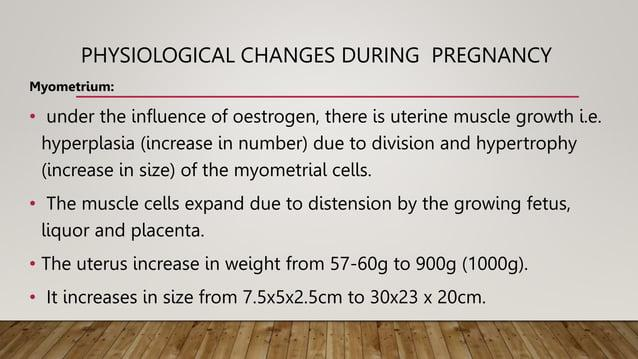 PHYSIOLOGICAL CHANGES DURING PREGNANCY
Myometrium:
• under the influence of oestrogen, there is uterine muscle growth i.e.
hyperplasia (increase in number) due to division and hypertrophy
(increase in size) of the myometrial cells.
• The muscle cells expand due to distension by the growing fetus,
liquor and placenta.
• The uterus increase in weight from 57-60g to 900g (1000g).
• It increases in size from 7.5x5x2.5cm to 30x23 x 20cm.